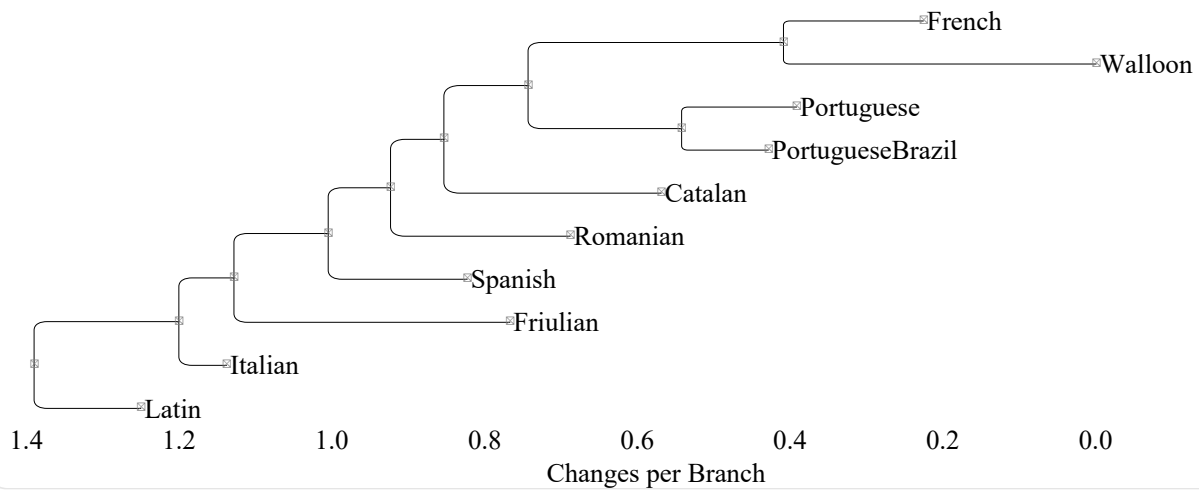 French
Walloon
Portuguese
PortugueseBrazil
Catalan
Romanian
Spanish
Friulian
Italian
Latin
1.4 1.2 1.0 0.8 0.6 0.4 0.2 0.0
Changes per Branch